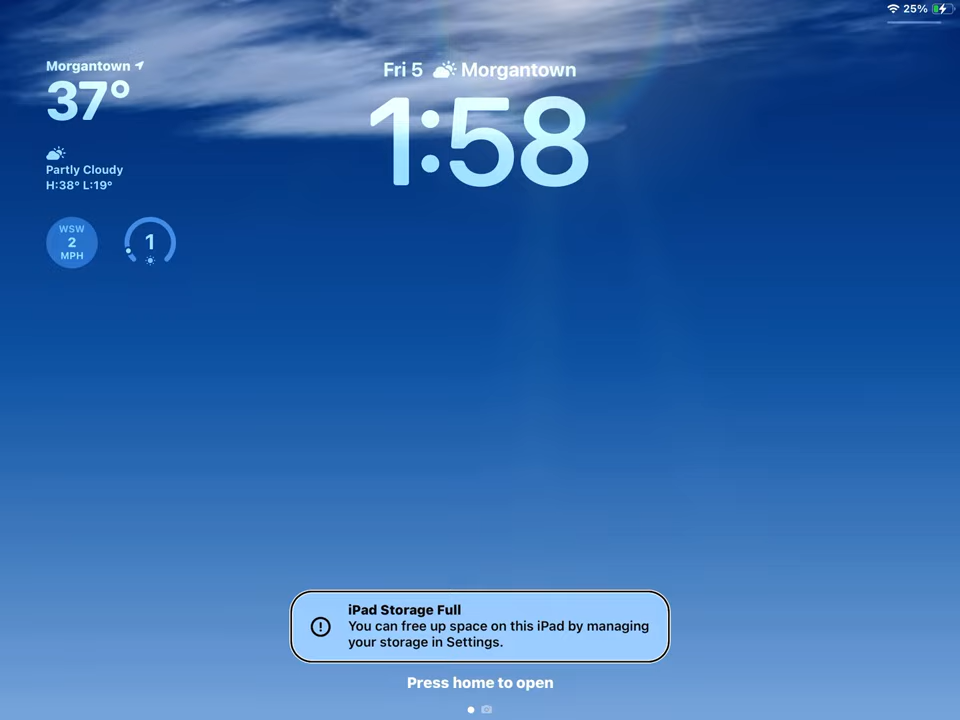 25%
Morgantown
37°
Partly Cloudy
H:38° L:19°
WSW
2
MPH
1
Fri 5 Morgantown
1:58
iPad Storage Full
You can free up space on this iPad by managing
your storage in Settings.
Press home to open